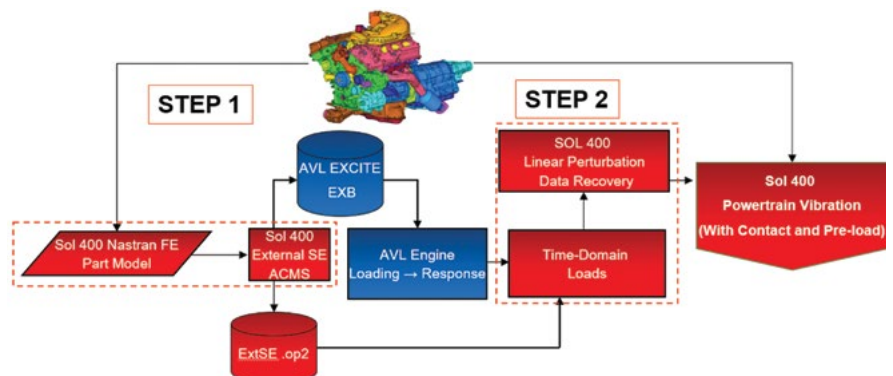 STEP 1
STEP 2
AVL EXCITE
EXB
SOL 400
Linear Perturbation
Data Recovery
Sol 400
Powertrain Vibration
(With Contact and Pre-load)
Sol 400 Nastran FE
Part Model
Sol 400
External SE
ACMS
AVL Engine
Loading → Response
Time-Domain
Loads
ExtSE .op2